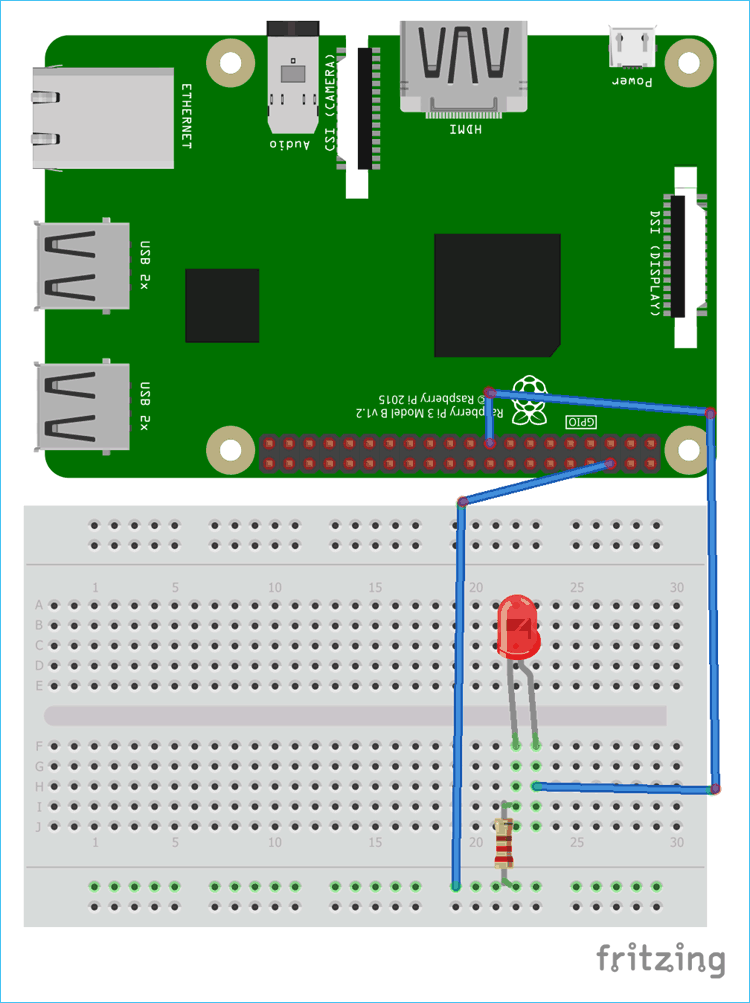 ETHERNET
Audio
CSI (CAMERA)
HDMI
Power
USB 2x
DSI (DISPLAY)
USB 2x
© Raspberry Pi 2015
Raspberry Pi 3 Model B v1.2
GPIO
1 5 10 15 20 25 30
A
B
C
D
E
F
G
H
I
J
1 5 10 15 20 25 30
fritzing